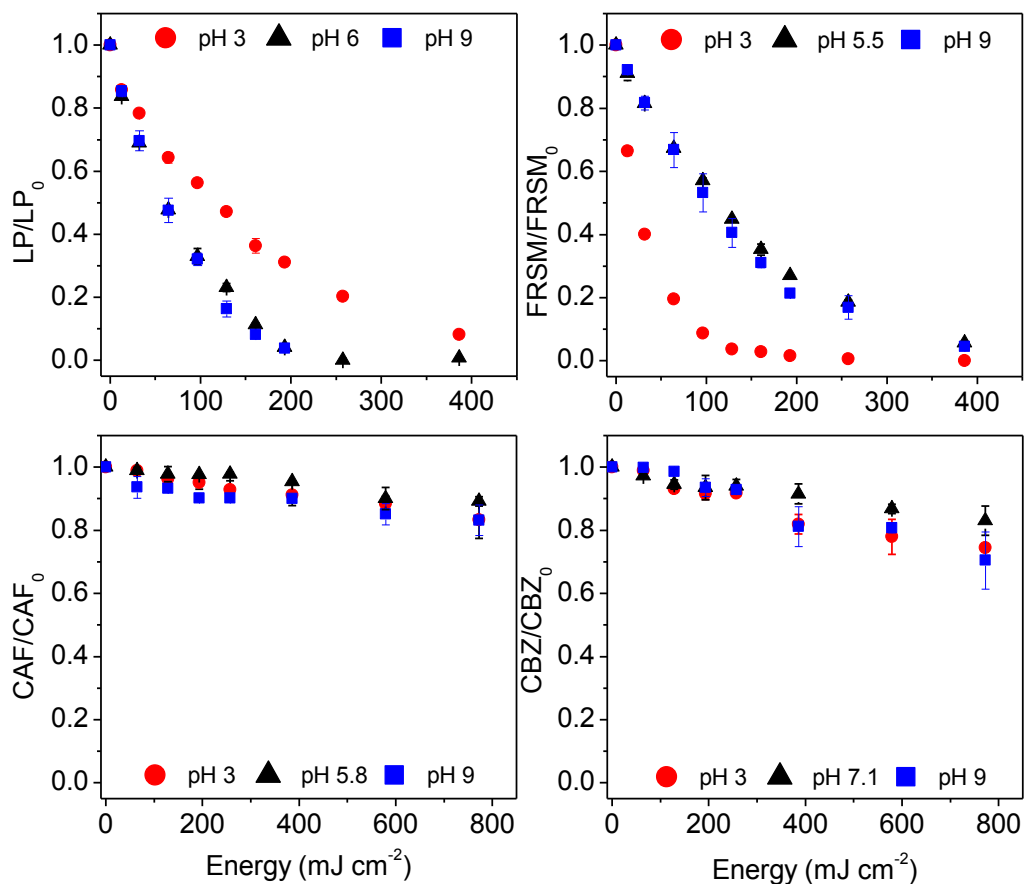 pH 3 pH 6 pH 9
1.0
0.8
0.6
0.4
0.2
0.0
LP/LP0
0 100 200 300 400
pH 3 pH 5.5 pH 9
1.0
0.8
0.6
0.4
0.2
0.0
FRSM/FRSM0
0 100 200 300 400
1.0
0.8
0.6
0.4
0.2
0.0
CAF/CAF0
pH 3 pH 5.8 pH 9
0 200 400 600 800
Energy (mJ cm-2)
1.0
0.8
0.6
0.4
0.2
0.0
CBZ/CBZ0
pH 3 pH 7.1 pH 9
0 200 400 600 800
Energy (mJ cm-2)